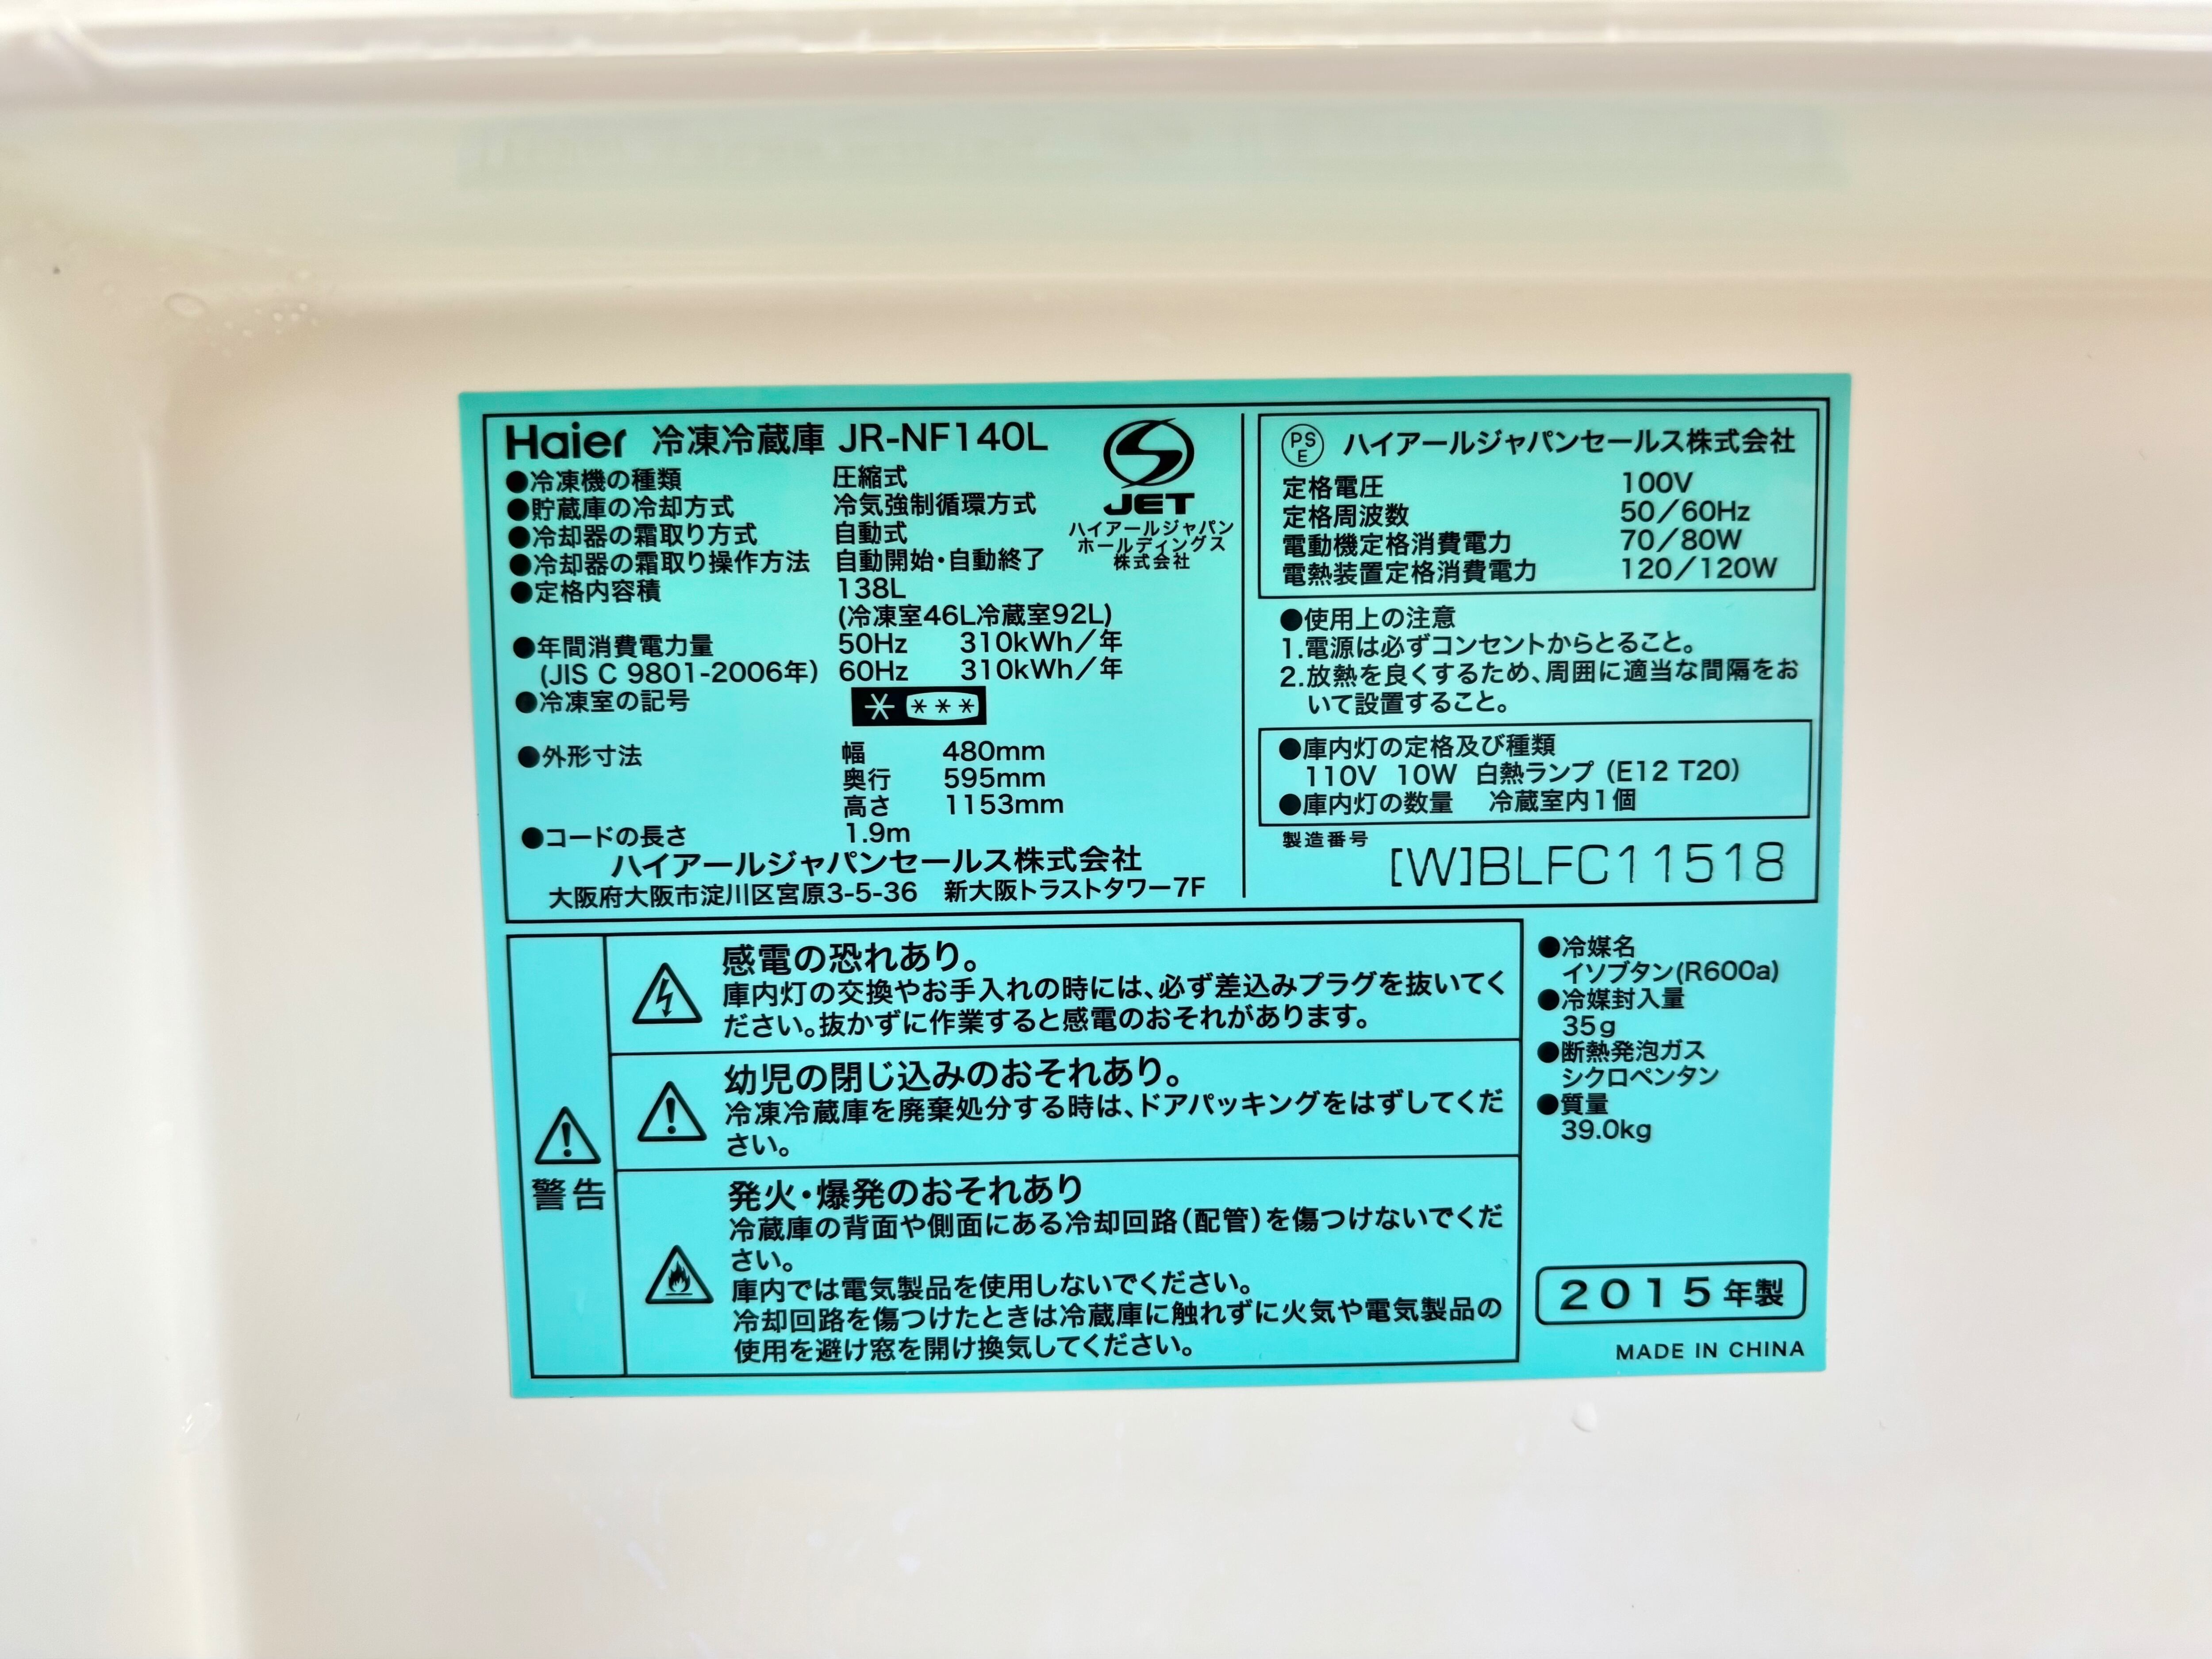 Haier 冷凍冷蔵庫 JR-NF140L
●冷凍機の種類 圧縮式
●貯蔵庫の冷却方式 冷気強制循環方式
●冷却器の霜取り方式 自動式
●冷却器の霜取り操作方法 自動開始・自動終了
●定格内容積 138L
(冷凍室46L冷蔵室92L)
●年間消費電力量 50Hz 310kWh/年
(JIS C 9801-2006年) 60Hz 310kWh/年
●冷凍室の記号
●外形寸法 幅 480mm
奥行 595mm
高さ 1153mm
●コードの長さ 1.9m
ハイアールジャパンセールス株式会社
大阪府大阪市淀川区宮原3-5-36 新大阪トラストタワー7F
JET
ハイアールジャパン
ホールディングス
株式会社
PS
E
ハイアールジャパンセールス株式会社
定格電圧 100V
定格周波数 50/60Hz
電動機定格消費電力 70/80W
電熱装置定格消費電力 120/120W
●使用上の注意
1.電源は必ずコンセントからとること。
2.放熱を良くするため、周囲に適当な間隔をお
いて設置すること。
●庫内灯の定格及び種類
110V 10W 白熱ランプ (E12 T20)
●庫内灯の数量 冷蔵室内1個
製造番号
[W]BLFC11518
警告
感電の恐れあり。
庫内灯の交換やお手入れの時には、必ず差込みプラグを抜いてく
ださい。抜かずに作業すると感電のおそれがあります。
幼児の閉じ込みのおそれあり。
冷凍冷蔵庫を廃棄処分する時は、ドアパッキングをはずしてくだ
さい。
発火・爆発のおそれあり
冷蔵庫の背面や側面にある冷却回路(配管)を傷つけないでくだ
さい。
庫内では電気製品を使用しないでください。
冷却回路を傷つけたときは冷蔵庫に触れずに火気や電気製品の
使用を避け窓を開け換気してください。
●冷媒名
イソブタン(R600a)
●冷媒封入量
35g
●断熱発泡ガス
シクロペンタン
●質量
39.0kg
2015年製
MADE IN CHINA